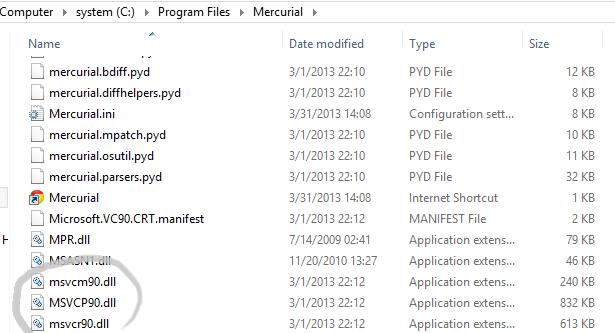 Computer ▸ system (C:) ▸ Program Files ▸ Mercurial ▸
Name Date modified Type Size
mercurial.bdiff.pyd 3/1/2013 22:10 PYD File 12 KB
mercurial.diffhelpers.pyd 3/1/2013 22:10 PYD File 8 KB
Mercurial.ini 3/31/2013 14:08 Configuration sett... 8 KB
mercurial.mpatch.pyd 3/1/2013 22:10 PYD File 10 KB
mercurial.osutil.pyd 3/1/2013 22:10 PYD File 11 KB
mercurial.parsers.pyd 3/1/2013 22:10 PYD File 32 KB
Mercurial 3/31/2013 14:08 Internet Shortcut 1 KB
Microsoft.VC90.CRT.manifest 3/1/2013 22:12 MANIFEST File 2 KB
MPR.dll 7/14/2009 02:41 Application extens... 79 KB
MSASN1.dll 11/20/2010 13:27 Application extens... 46 KB
msvcm90.dll 3/1/2013 22:12 Application extens... 240 KB
MSVCP90.dll 3/1/2013 22:12 Application extens... 832 KB
msvcr90.dll 3/1/2013 22:12 Application extens... 613 KB